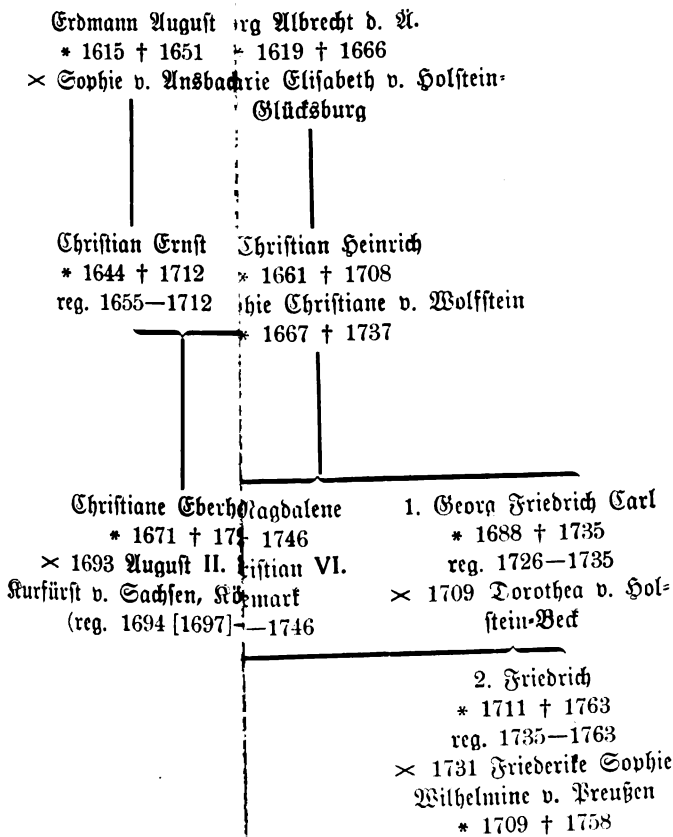 Erdmann August
* 1615 † 1651
× Sophie v. Ansbach
rg Albrecht d. Ä.
* 1619 † 1666
rie Elisabeth v. Holstein-
Glücksburg
Christian Ernst
* 1644 † 1712
reg. 1655—1712
Christian Heinrich
* 1661 † 1708
hie Christiane v. Wolfstein
* 1667 † 1737
Christiane Eberh
* 1671 † 17
× 1693 August II.
Kurfürst v. Sachsen, Kö
(reg. 1694 [1697]—
Magdalene
1746
istian VI.
emark
—1746
1. Georg Friedrich Carl
* 1688 † 1735
reg. 1726—1735
× 1709 Dorothea v. Hol-
stein-Beck
2. Friedrich
* 1711 † 1763
reg. 1735—1763
× 1731 Friederike Sophie
Wilhelmine v. Preußen
* 1709 † 1758